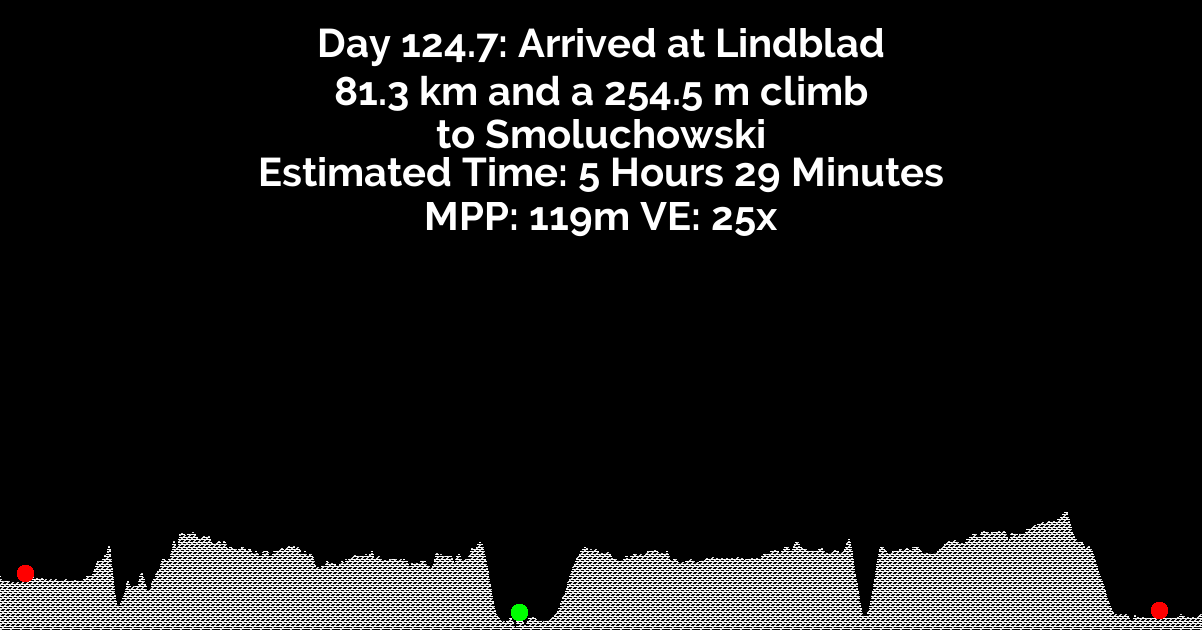 Day 124.7: Arrived at Lindblad
81.3 km and a 254.5 m climb
to Smoluchowski
Estimated Time: 5 Hours 29 Minutes
MPP: 119m VE: 25x